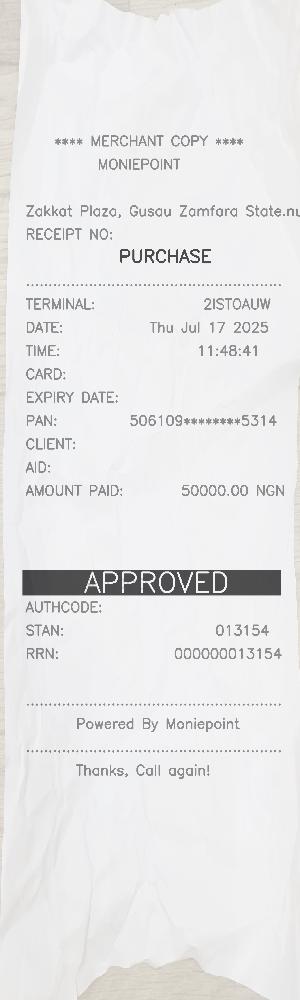 **** MERCHANT COPY ****
MONIEPOINT
Zakkat Plaza, Gusau Zamfara State.nu
RECEIPT NO:
PURCHASE
TERMINAL: 2ISTOAUW
DATE: Thu Jul 17 2025
TIME: 11:48:41
CARD:
EXPIRY DATE:
PAN: 506109********5314
CLIENT:
AID:
AMOUNT PAID: 50000.00 NGN
APPROVED
AUTHCODE:
STAN: 013154
RRN: 000000013154
Powered By Moniepoint
Thanks, Call again!